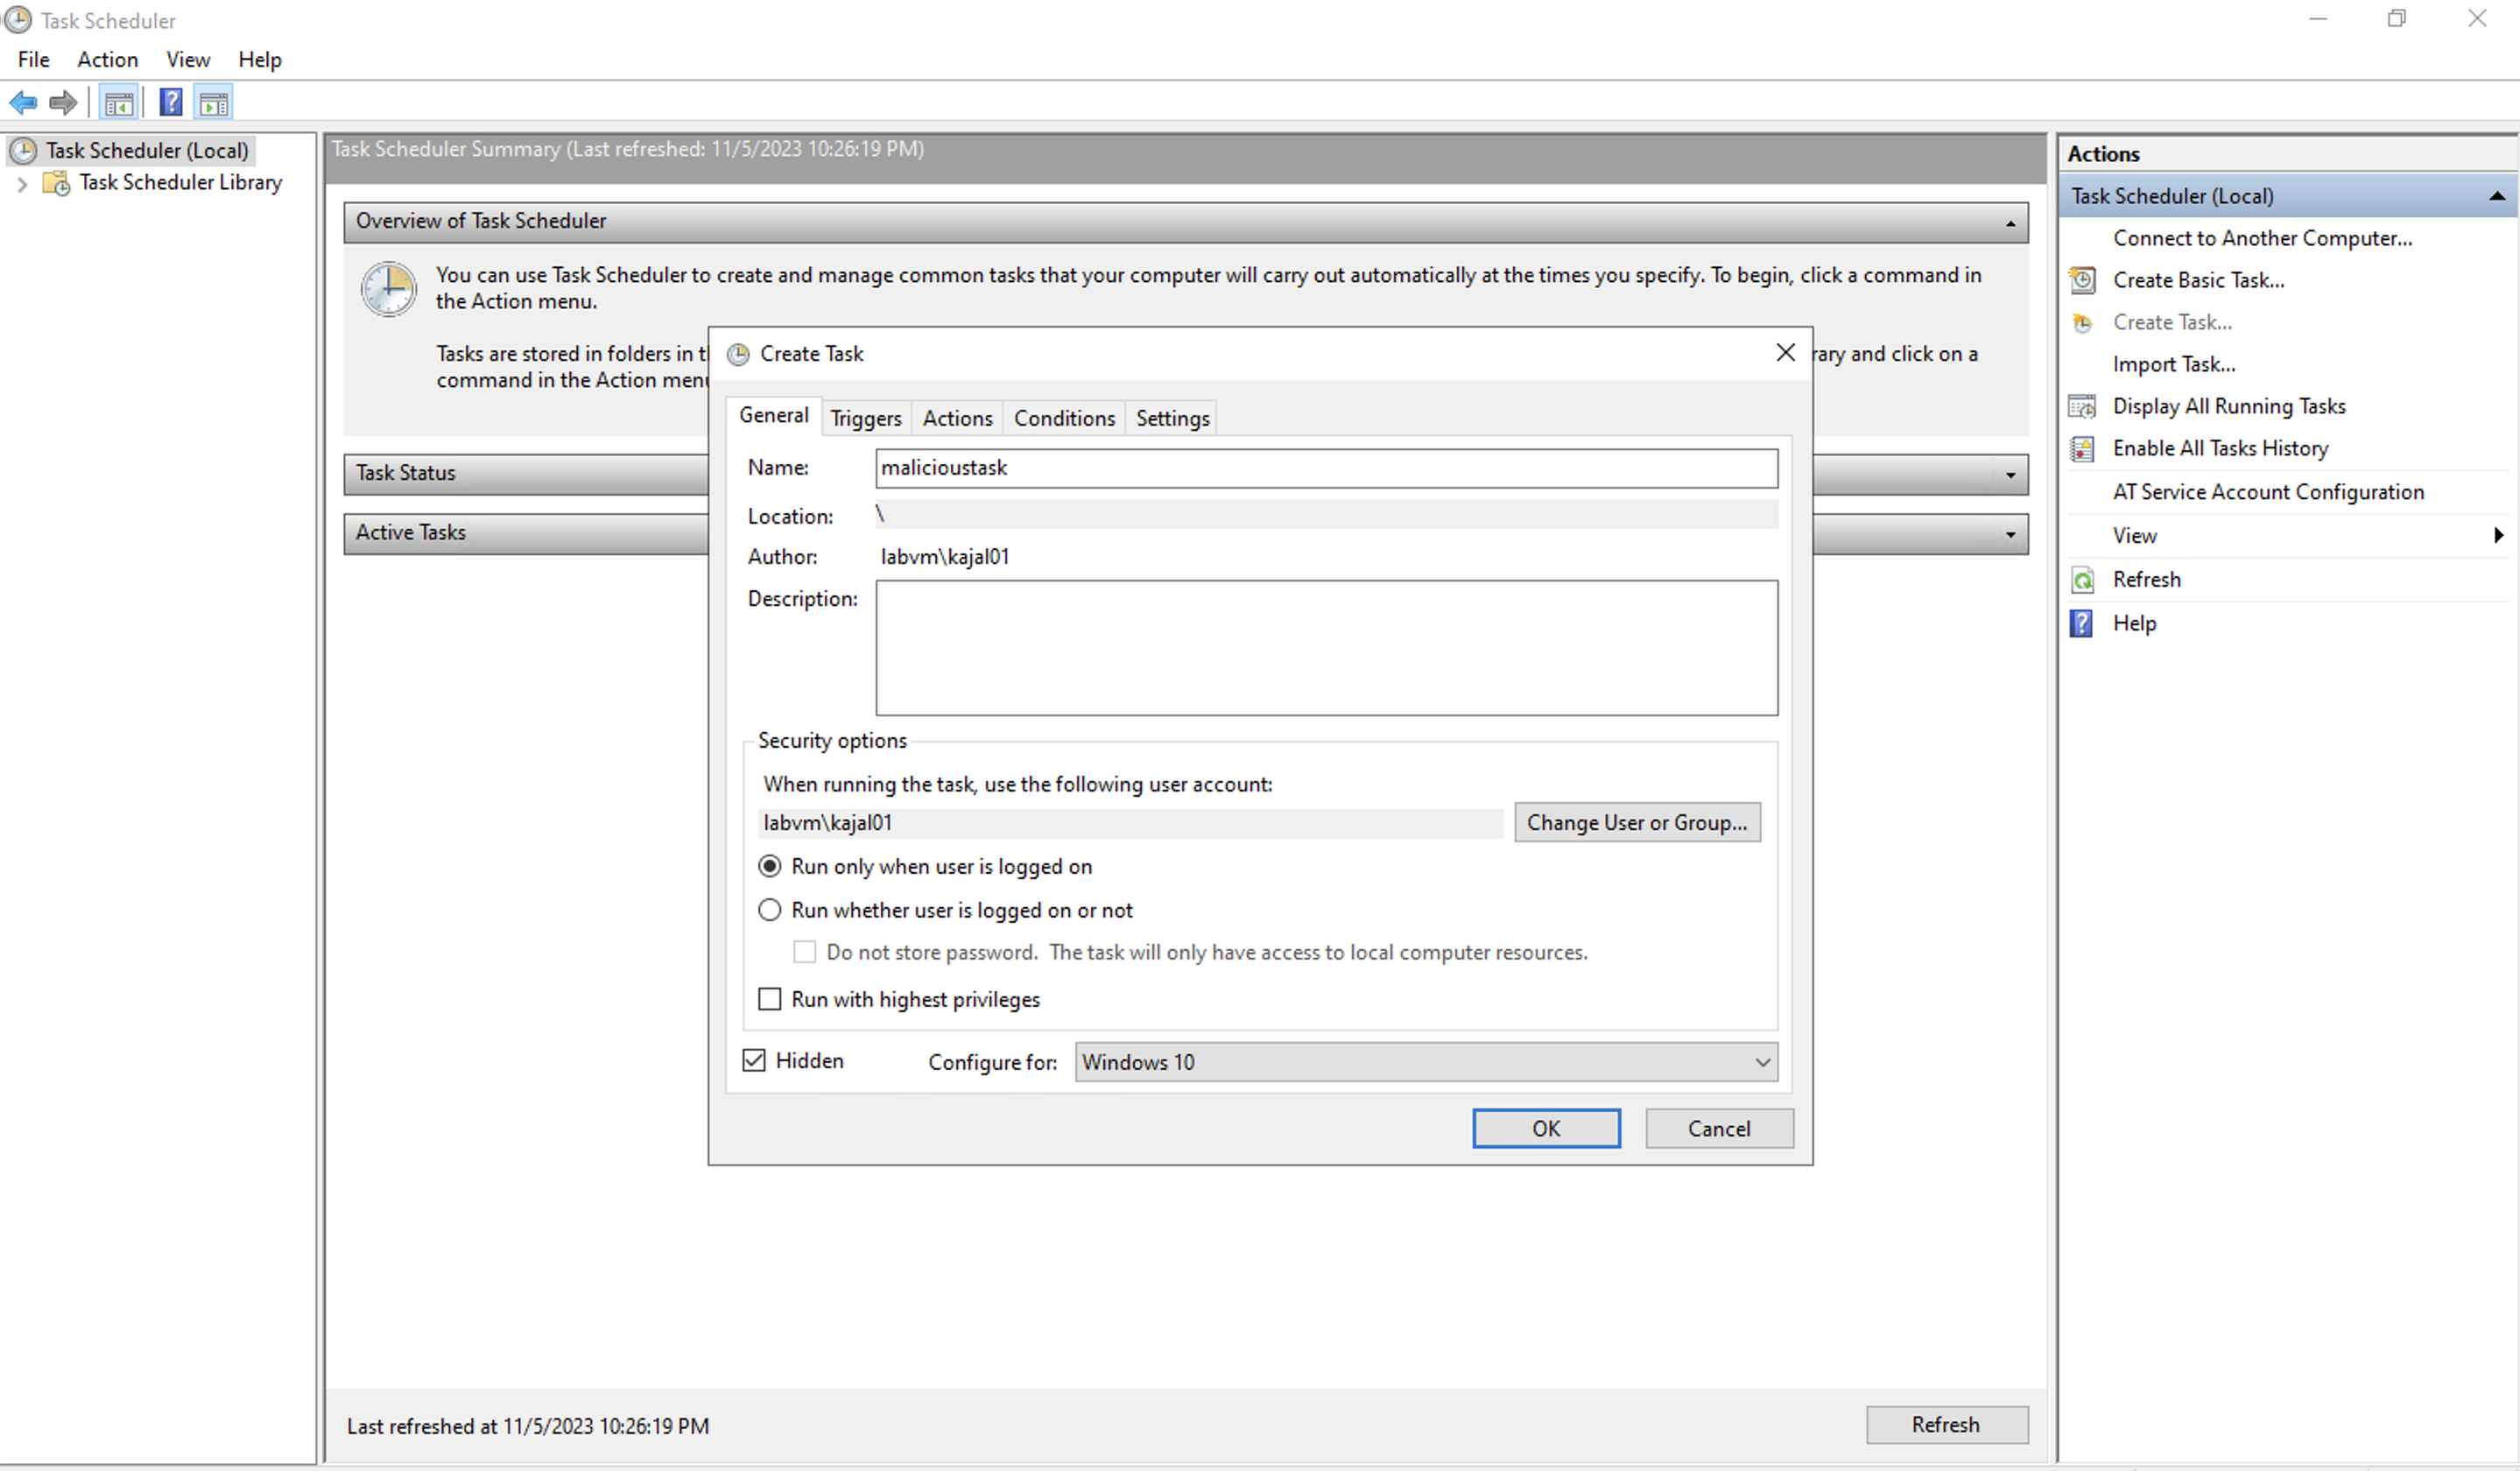 Task Scheduler
File Action View Help
Task Scheduler (Local)
Task Scheduler Library
Task Scheduler Summary (Last refreshed: 11/5/2023 10:26:19 PM)
Overview of Task Scheduler
You can use Task Scheduler to create and manage common tasks that your computer will carry out automatically at the times you specify. To begin, click a command in
the Action menu.
Tasks are stored in folders in t
rary and click on a
command in the Action menu
Task Status
Active Tasks
Create Task
General Triggers Actions Conditions Settings
Name: malicioustask
Location: \
Author: labvm\kajal01
Description:
Security options
When running the task, use the following user account:
labvm\kajal01 Change User or Group...
Run only when user is logged on
Run whether user is logged on or not
Do not store password. The task will only have access to local computer resources.
Run with highest privileges
Hidden Configure for: Windows 10
OK Cancel
Last refreshed at 11/5/2023 10:26:19 PM Refresh
Actions
Task Scheduler (Local)
Connect to Another Computer...
Create Basic Task...
Create Task...
Import Task...
Display All Running Tasks
Enable All Tasks History
AT Service Account Configuration
View
Refresh
Help